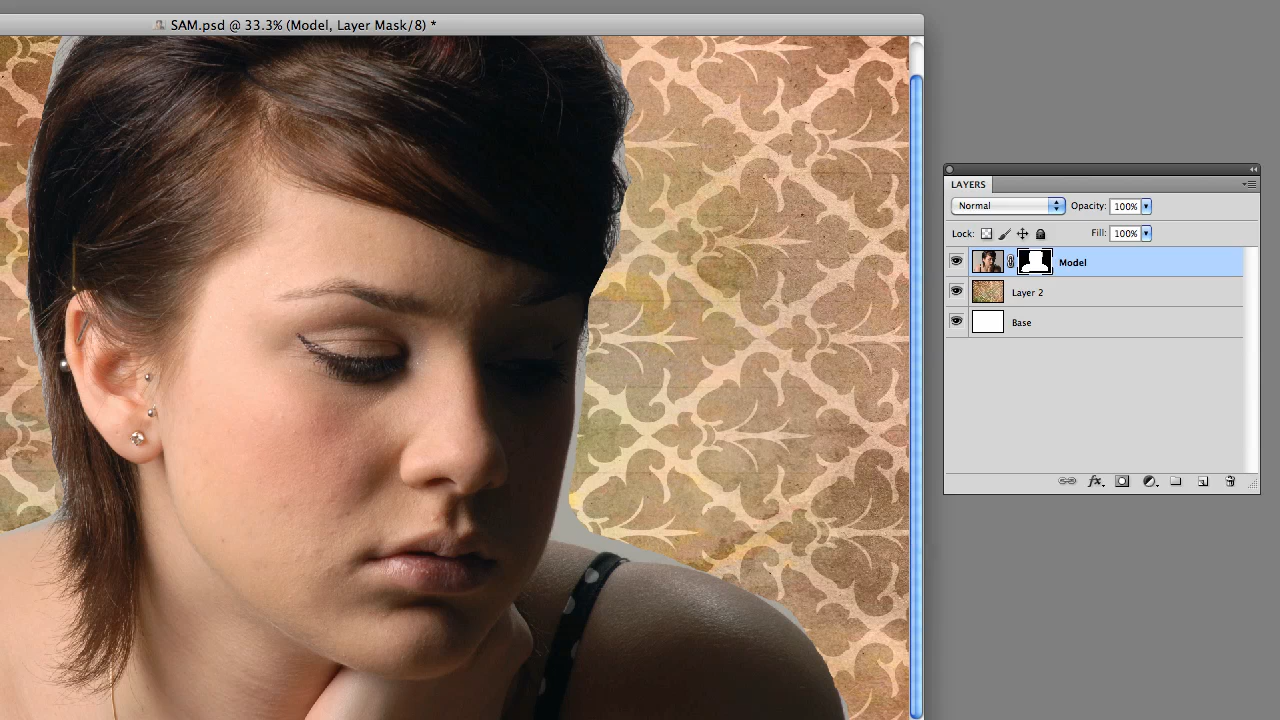 SAM.psd @ 33.3% (Model, Layer Mask/8) *
LAYERS
Normal Opacity: 100%
Lock: Fill: 100%
Model
Layer 2
Base
fx